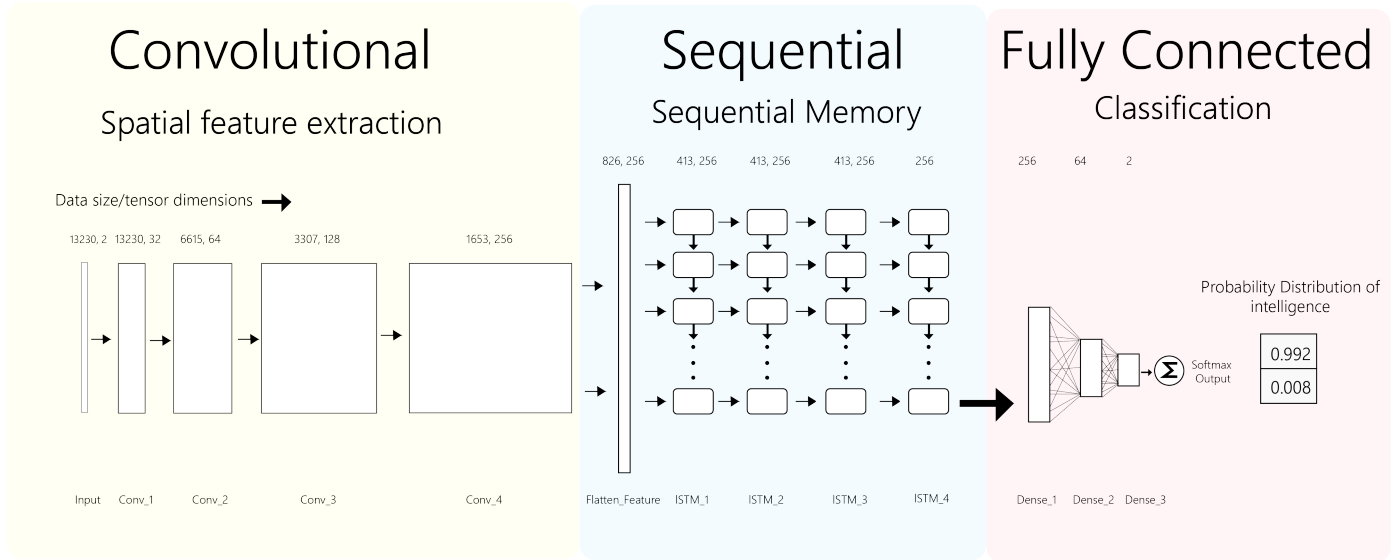 Convolutional
Spatial feature extraction
Data size/tensor dimensions
13230, 2
13230, 32
6615, 64
3307, 128
1653, 256
Input
Conv_1
Conv_2
Conv_3
Conv_4
Sequential
Sequential Memory
826, 256
413, 256
413, 256
413, 256
256
Flatten_Feature
lSTM_1
lSTM_2
lSTM_3
lSTM_4
Fully Connected
Classification
256
64
2
Probability Distribution of
intelligence
Σ
Softmax
Output
0.992
0.008
Dense_1
Dense_2
Dense_3